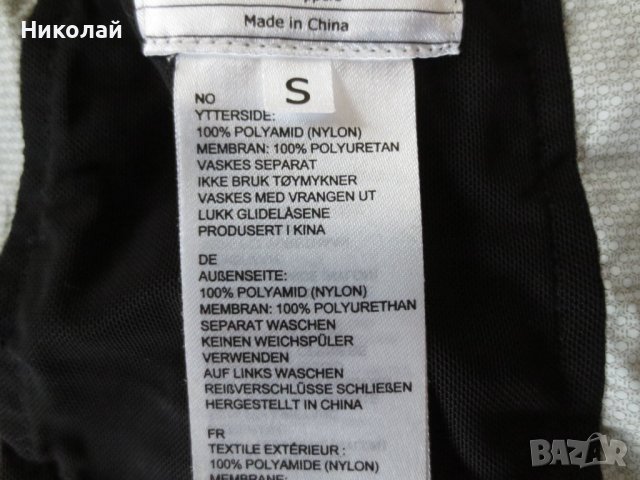 Николай
Made in China
S
NO
YTTERSIDE:
100% POLYAMID (NYLON)
MEMBRAN: 100% POLYURETAN
VASKES SEPARAT
IKKE BRUK TØYMYKNER
VASKES MED VRANGEN UT
LUKK GLIDELÅSENE
PRODUSERT I KINA
DE
AUßENSEITE:
100% POLYAMID (NYLON)
MEMBRAN: 100% POLYURETHAN
SEPARAT WASCHEN
KEINEN WEICHSPÜLER
VERWENDEN
AUF LINKS WASCHEN
REIßVERSCHLÜSSE SCHLIEßEN
HERGESTELLT IN CHINA
FR
TEXTILE EXTÉRIEUR :
100% POLYAMIDE (NYLON)
BAZAR
bg